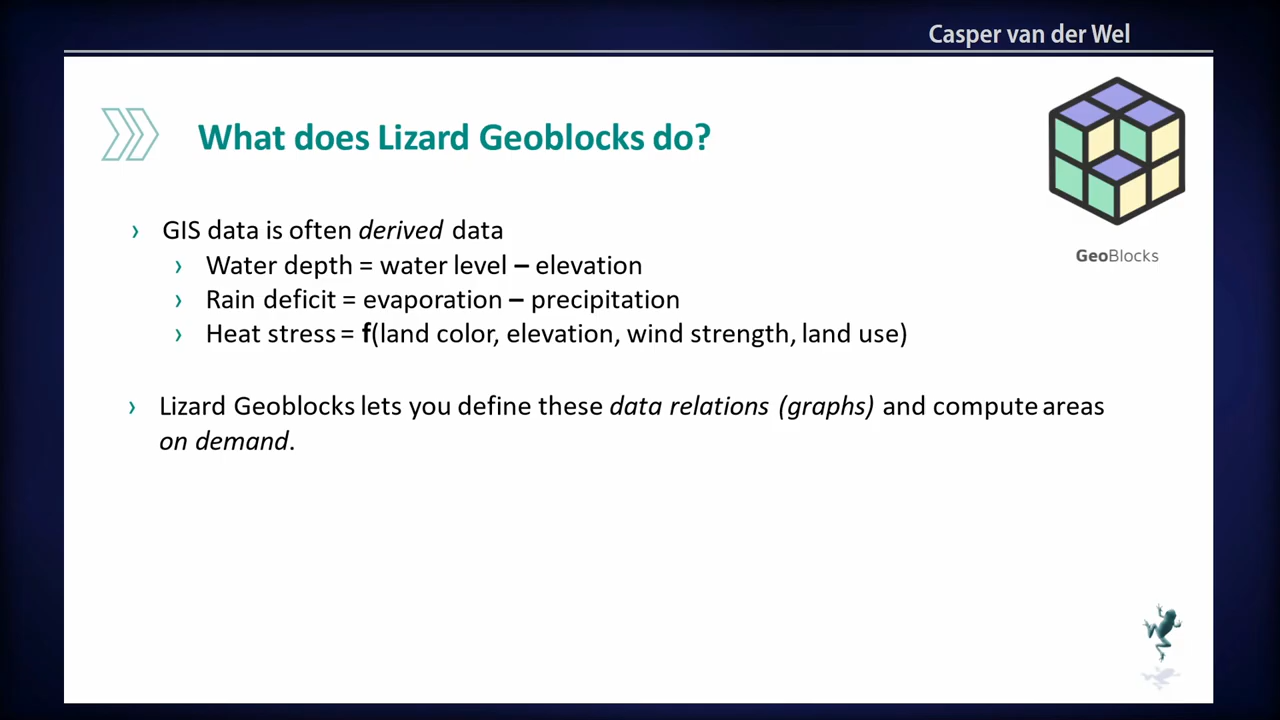 Casper van der Wel
What does Lizard Geoblocks do?
GeoBlocks
› GIS data is often derived data
› Water depth = water level – elevation
› Rain deficit = evaporation – precipitation
› Heat stress = f(land color, elevation, wind strength, land use)
› Lizard Geoblocks lets you define these data relations (graphs) and compute areas
on demand.